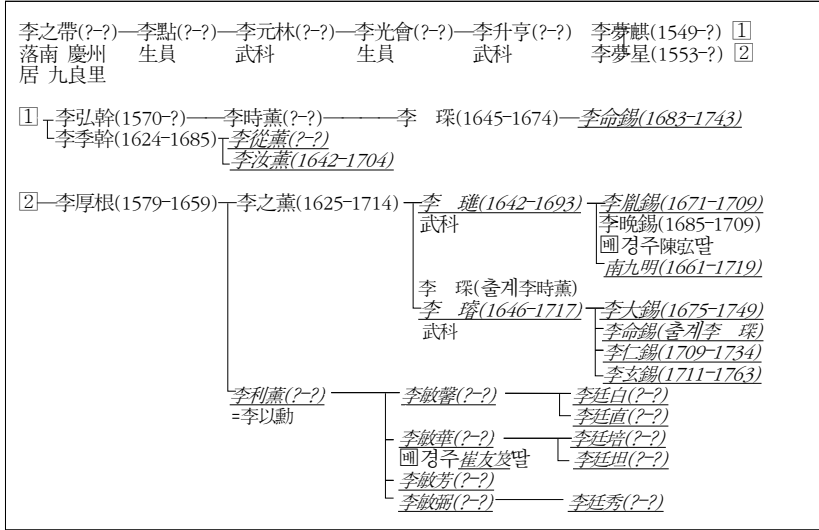 李之帶(?-?)—李點(?-?)—李元林(?-?)—李光會(?-?)—李升亨(?-?) 李夢麒(1549-?) 1
落南 慶州 生員 武科 生員 武科 李夢星(1553-?) 2
居 九良里
1 李弘幹(1570-?)——李時薰(?-?)————李 琛(1645-1674)—李命錫(1683-1743)
李季幹(1624-1685) 李從薰(?-?)
李汝薰(1642-1704)
2—李厚根(1579-1659) 李之薰(1625-1714) 李 璡(1642-1693) 李胤錫(1671-1709)
武科 李晩錫(1685-1709)
配 경주陳宖딸
南九明(1661-1719)
李 琛(출계李時薰)
李 璿(1646-1717) 李大錫(1675-1749)
武科 李命錫(출계李 琛)
李仁錫(1709-1734)
李玄錫(1711-1763)
李利薰(?-?) 李敏馨(?-?) 李廷白(?-?)
=李以勳 李廷直(?-?)
李敏華(?-?) 李廷培(?-?)
配 경주崔友岌딸 李廷坦(?-?)
李敏芳(?-?)
李敏弼(?-?) 李廷秀(?-?)